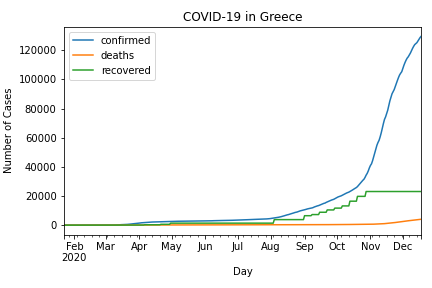 COVID-19 in Greece
confirmed
deaths
recovered
Number of Cases
120000
100000
80000
60000
40000
20000
0
Feb Mar Apr May Jun Jul Aug Sep Oct Nov Dec
2020
Day